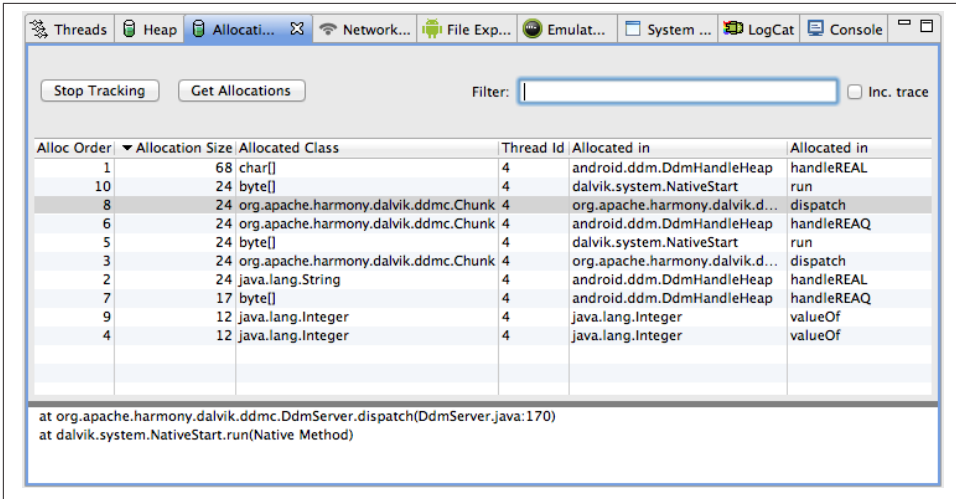 Threads Heap Allocati... Network... File Exp... Emulat... System ... LogCat Console
Stop Tracking Get Allocations Filter: Inc. trace
Alloc Order Allocation Size Allocated Class Thread Id Allocated in Allocated in
1 68 char[] 4 android.ddm.DdmHandleHeap handleREAL
10 24 byte[] 4 dalvik.system.NativeStart run
8 24 org.apache.harmony.dalvik.ddmc.Chunk 4 org.apache.harmony.dalvik.d... dispatch
6 24 org.apache.harmony.dalvik.ddmc.Chunk 4 android.ddm.DdmHandleHeap handleREAQ
5 24 byte[] 4 dalvik.system.NativeStart run
3 24 org.apache.harmony.dalvik.ddmc.Chunk 4 org.apache.harmony.dalvik.d... dispatch
2 24 java.lang.String 4 android.ddm.DdmHandleHeap handleREAL
7 17 byte[] 4 android.ddm.DdmHandleHeap handleREAQ
9 12 java.lang.Integer 4 java.lang.Integer valueOf
4 12 java.lang.Integer 4 java.lang.Integer valueOf
at org.apache.harmony.dalvik.ddmc.DdmServer.dispatch(DdmServer.java:170)
at dalvik.system.NativeStart.run(Native Method)